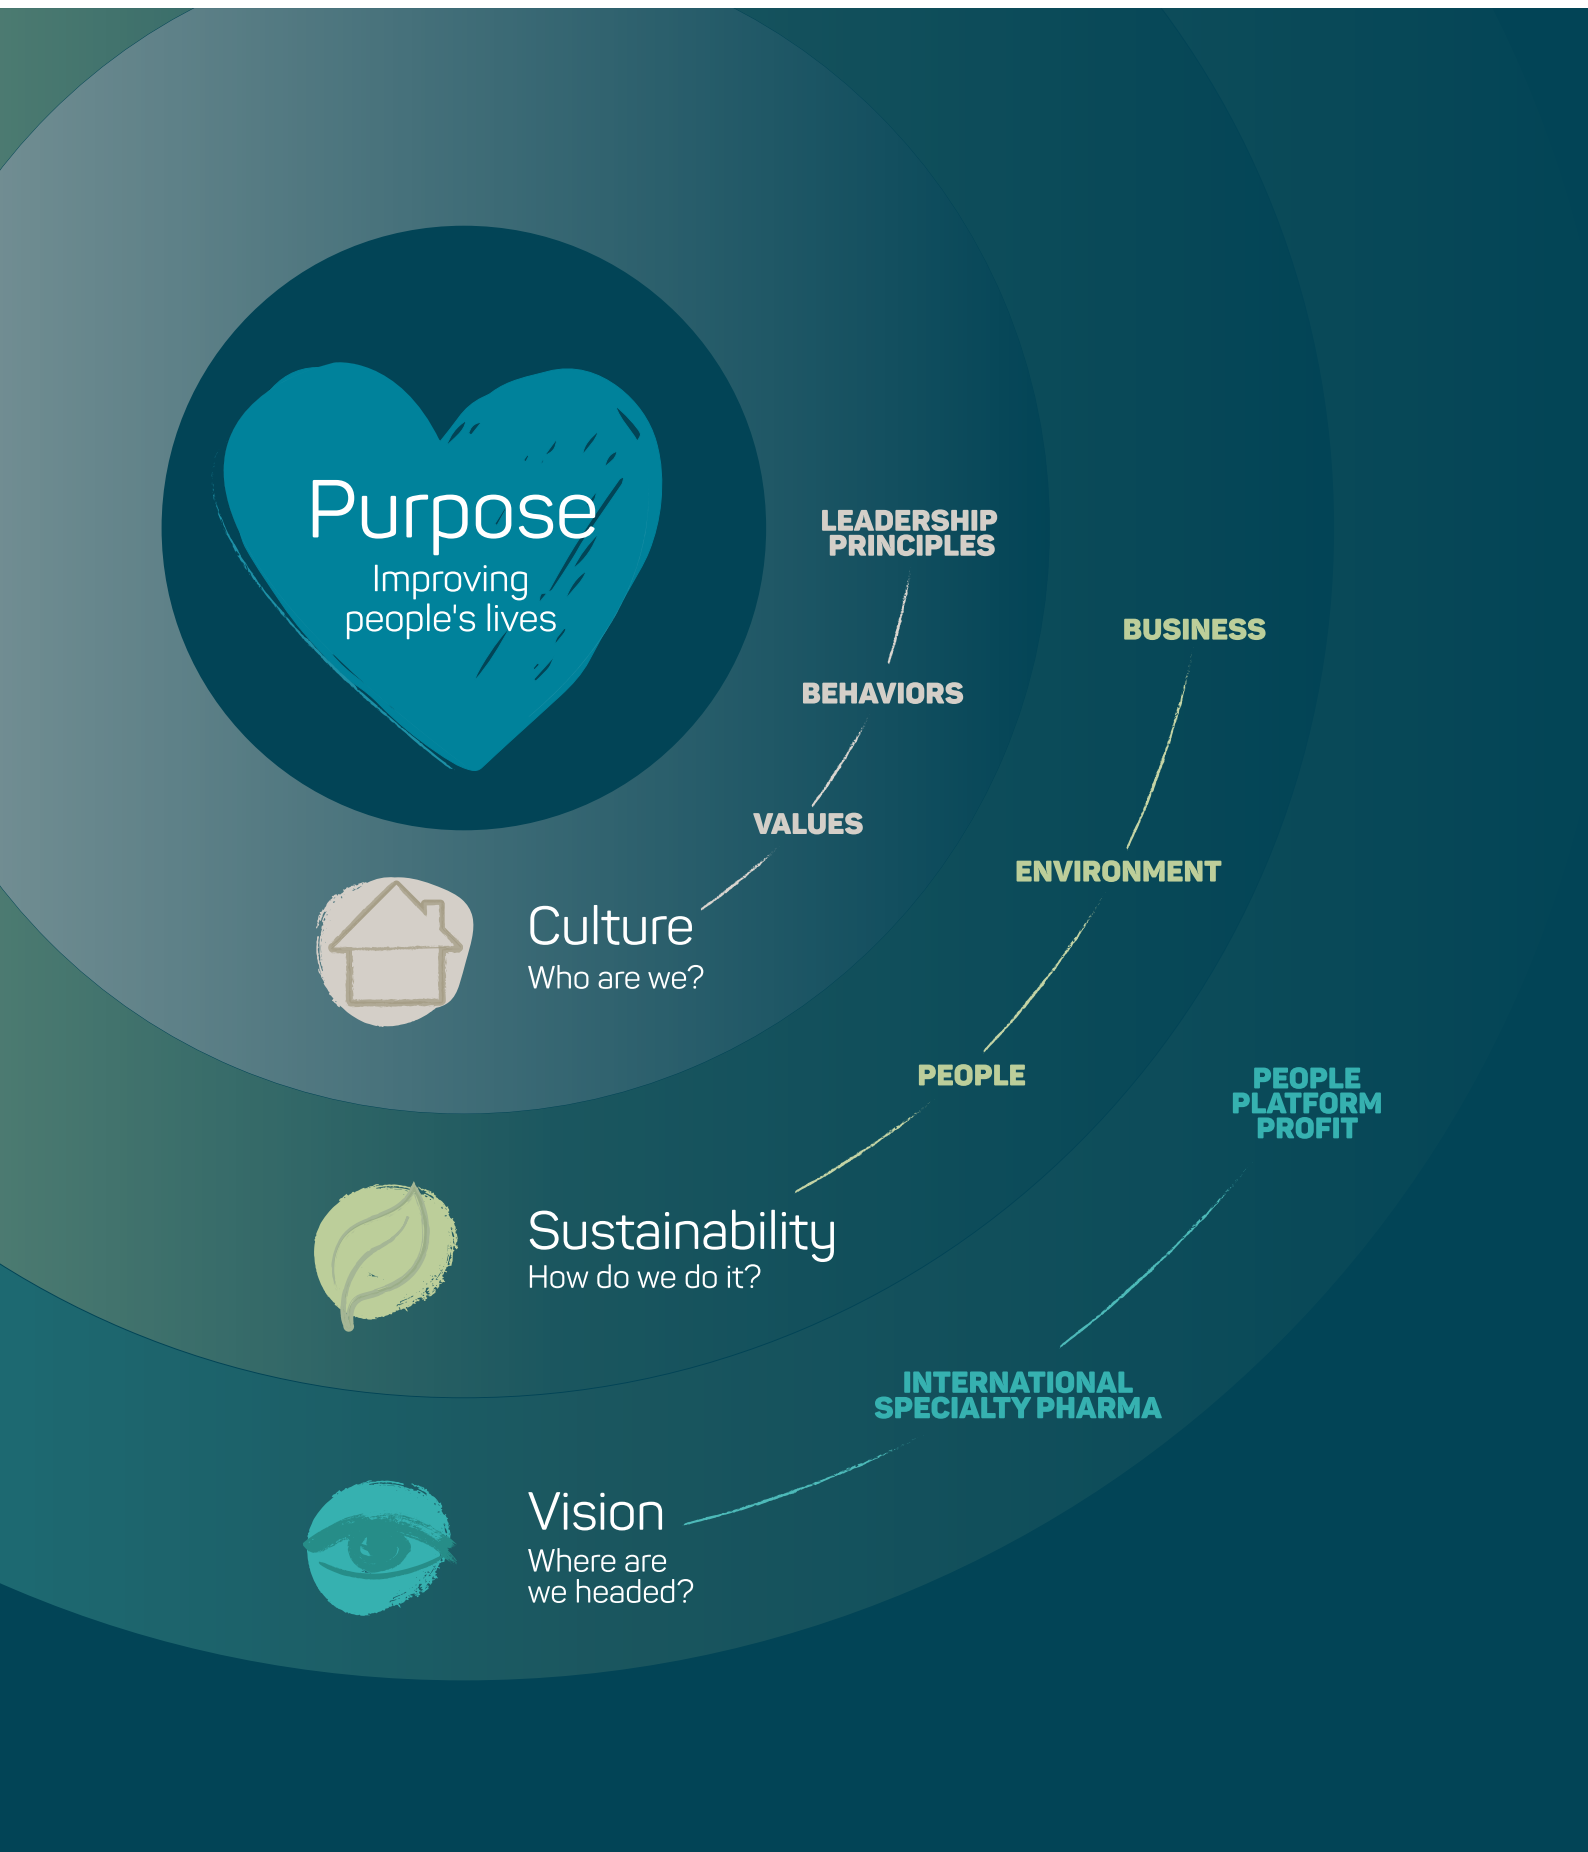 Purpose
Improving
people's lives
LEADERSHIP
PRINCIPLES
BEHAVIORS
VALUES
Culture
Who are we?
BUSINESS
ENVIRONMENT
PEOPLE
Sustainability
How do we do it?
PEOPLE
PLATFORM
PROFIT
INTERNATIONAL
SPECIALTY PHARMA
Vision
Where are
we headed?